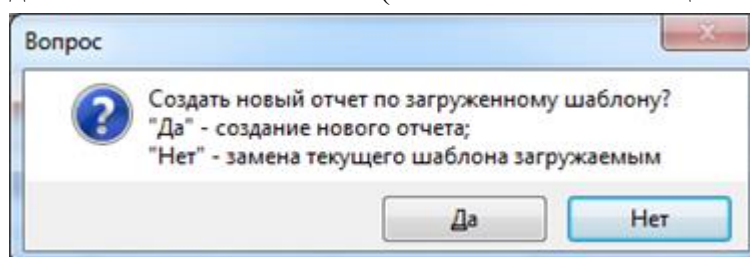 Вопрос
Создать новый отчет по загруженному шаблону?
"Да" - создание нового отчета;
"Нет" - замена текущего шаблона загружаемым
Да
Нет